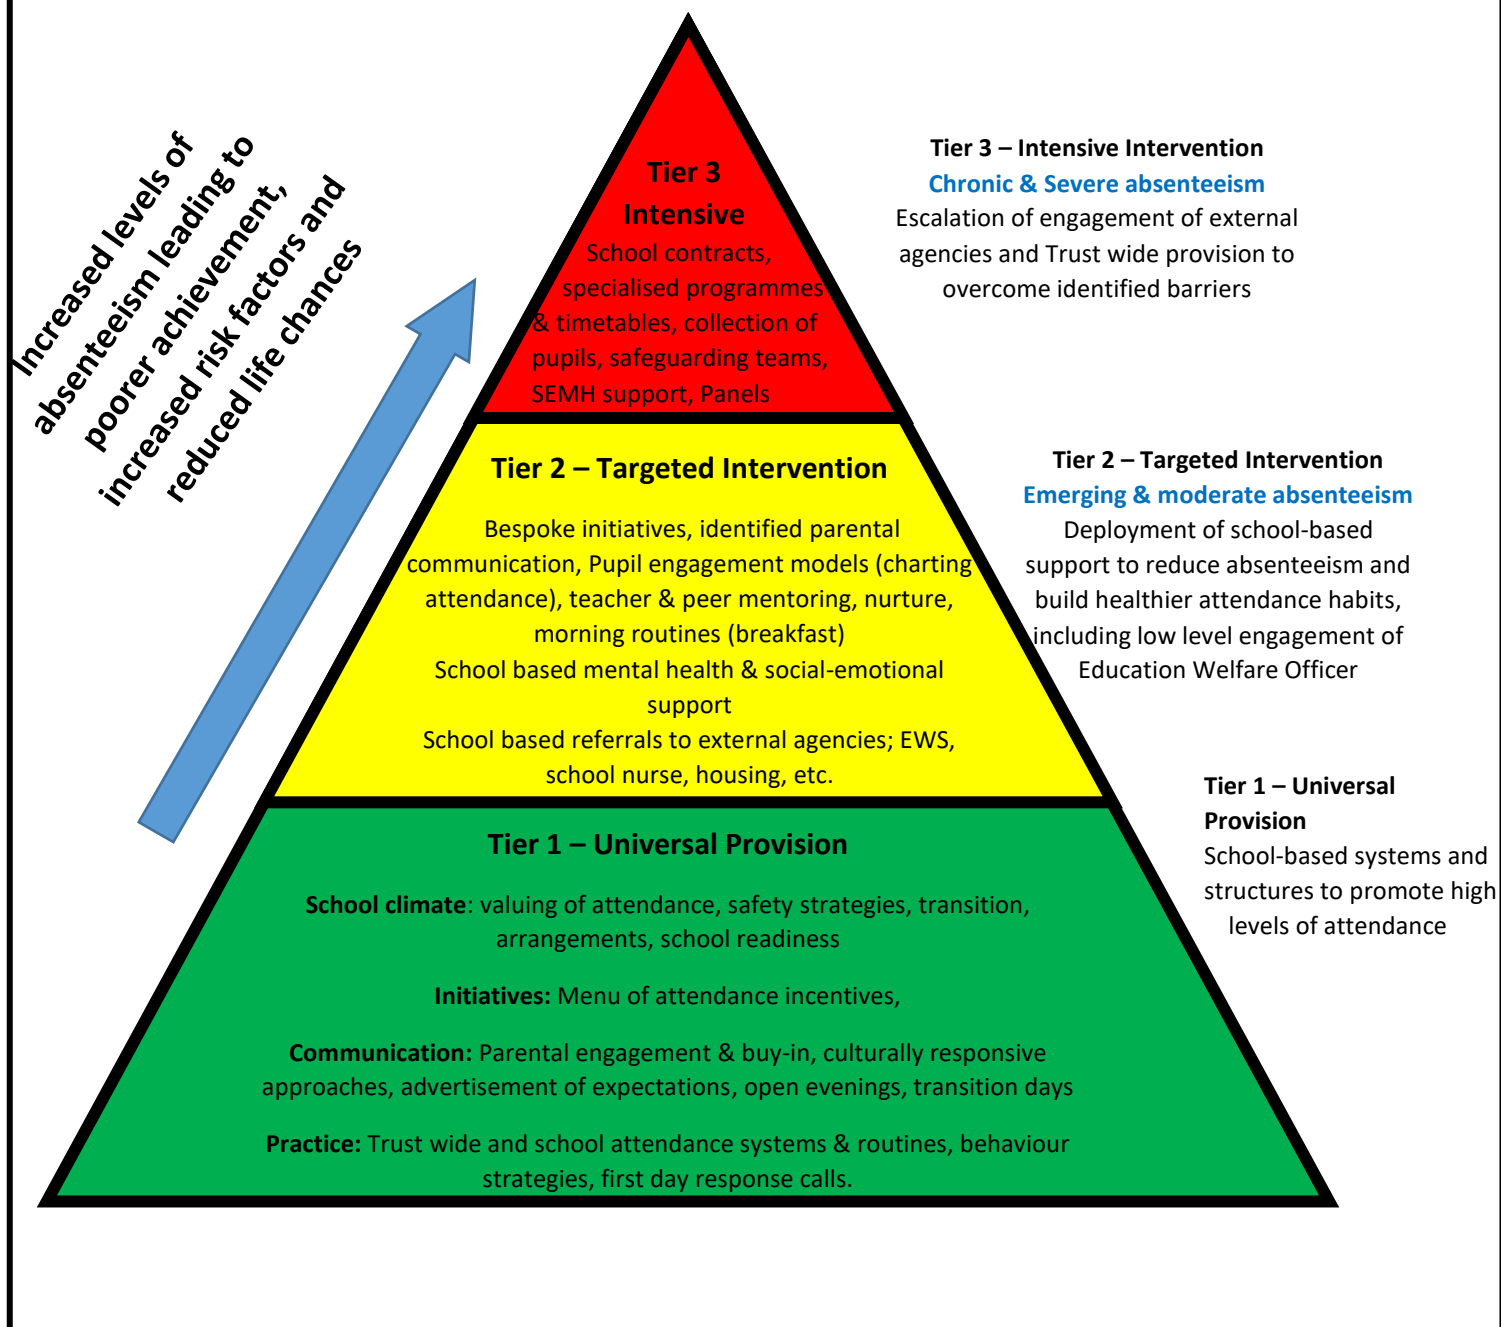 Increased levels of
absenteeism leading to
poorer achievement,
increased risk factors and
reduced life chances
Tier 3
Intensive
School contracts,
specialised programmes
& timetables, collection of
pupils, safeguarding teams,
SEMH support, Panels
Tier 3 – Intensive Intervention
Chronic & Severe absenteeism
Escalation of engagement of external
agencies and Trust wide provision to
overcome identified barriers
Tier 2 – Targeted Intervention
Bespoke initiatives, identified parental
communication, Pupil engagement models (charting
attendance), teacher & peer mentoring, nurture,
morning routines (breakfast)
School based mental health & social-emotional
support
School based referrals to external agencies; EWS,
school nurse, housing, etc.
Tier 2 – Targeted Intervention
Emerging & moderate absenteeism
Deployment of school-based
support to reduce absenteeism and
build healthier attendance habits,
including low level engagement of
Education Welfare Officer
Tier 1 – Universal Provision
School climate: valuing of attendance, safety strategies, transition,
arrangements, school readiness
Initiatives: Menu of attendance incentives,
Communication: Parental engagement & buy-in, culturally responsive
approaches, advertisement of expectations, open evenings, transition days
Practice: Trust wide and school attendance systems & routines, behaviour
strategies, first day response calls.
Tier 1 – Universal
Provision
School-based systems and
structures to promote high
levels of attendance